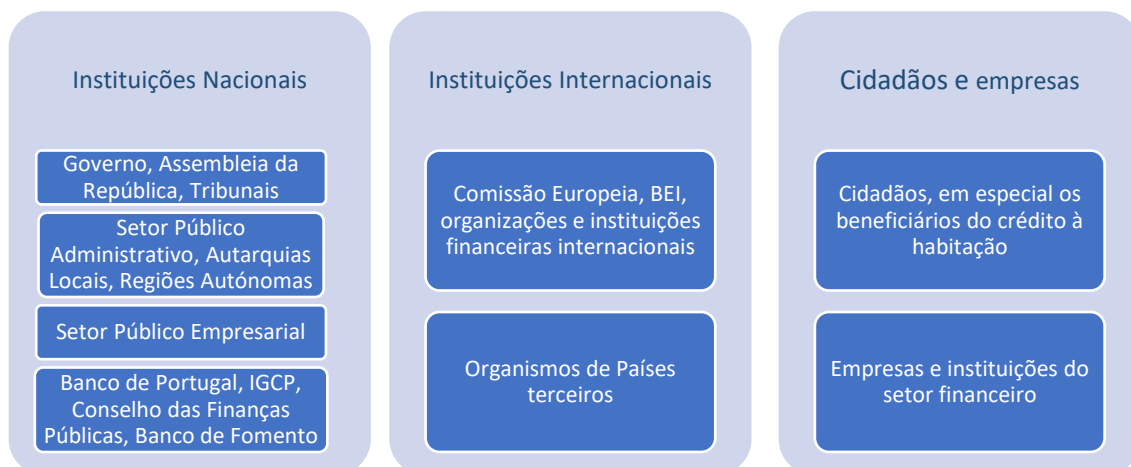 Instituições Nacionais
Governo, Assembleia da
República, Tribunais
Setor Público
Administrativo, Autarquias
Locais, Regiões Autónomas
Setor Público Empresarial
Banco de Portugal, IGCP,
Conselho das Finanças
Públicas, Banco de Fomento
Instituições Internacionais
Comissão Europeia, BEI,
organizações e instituições
financeiras internacionais
Organismos de Países
terceiros
Cidadãos e empresas
Cidadãos, em especial os
beneficiários do crédito à
habitação
Empresas e instituições do
setor financeiro